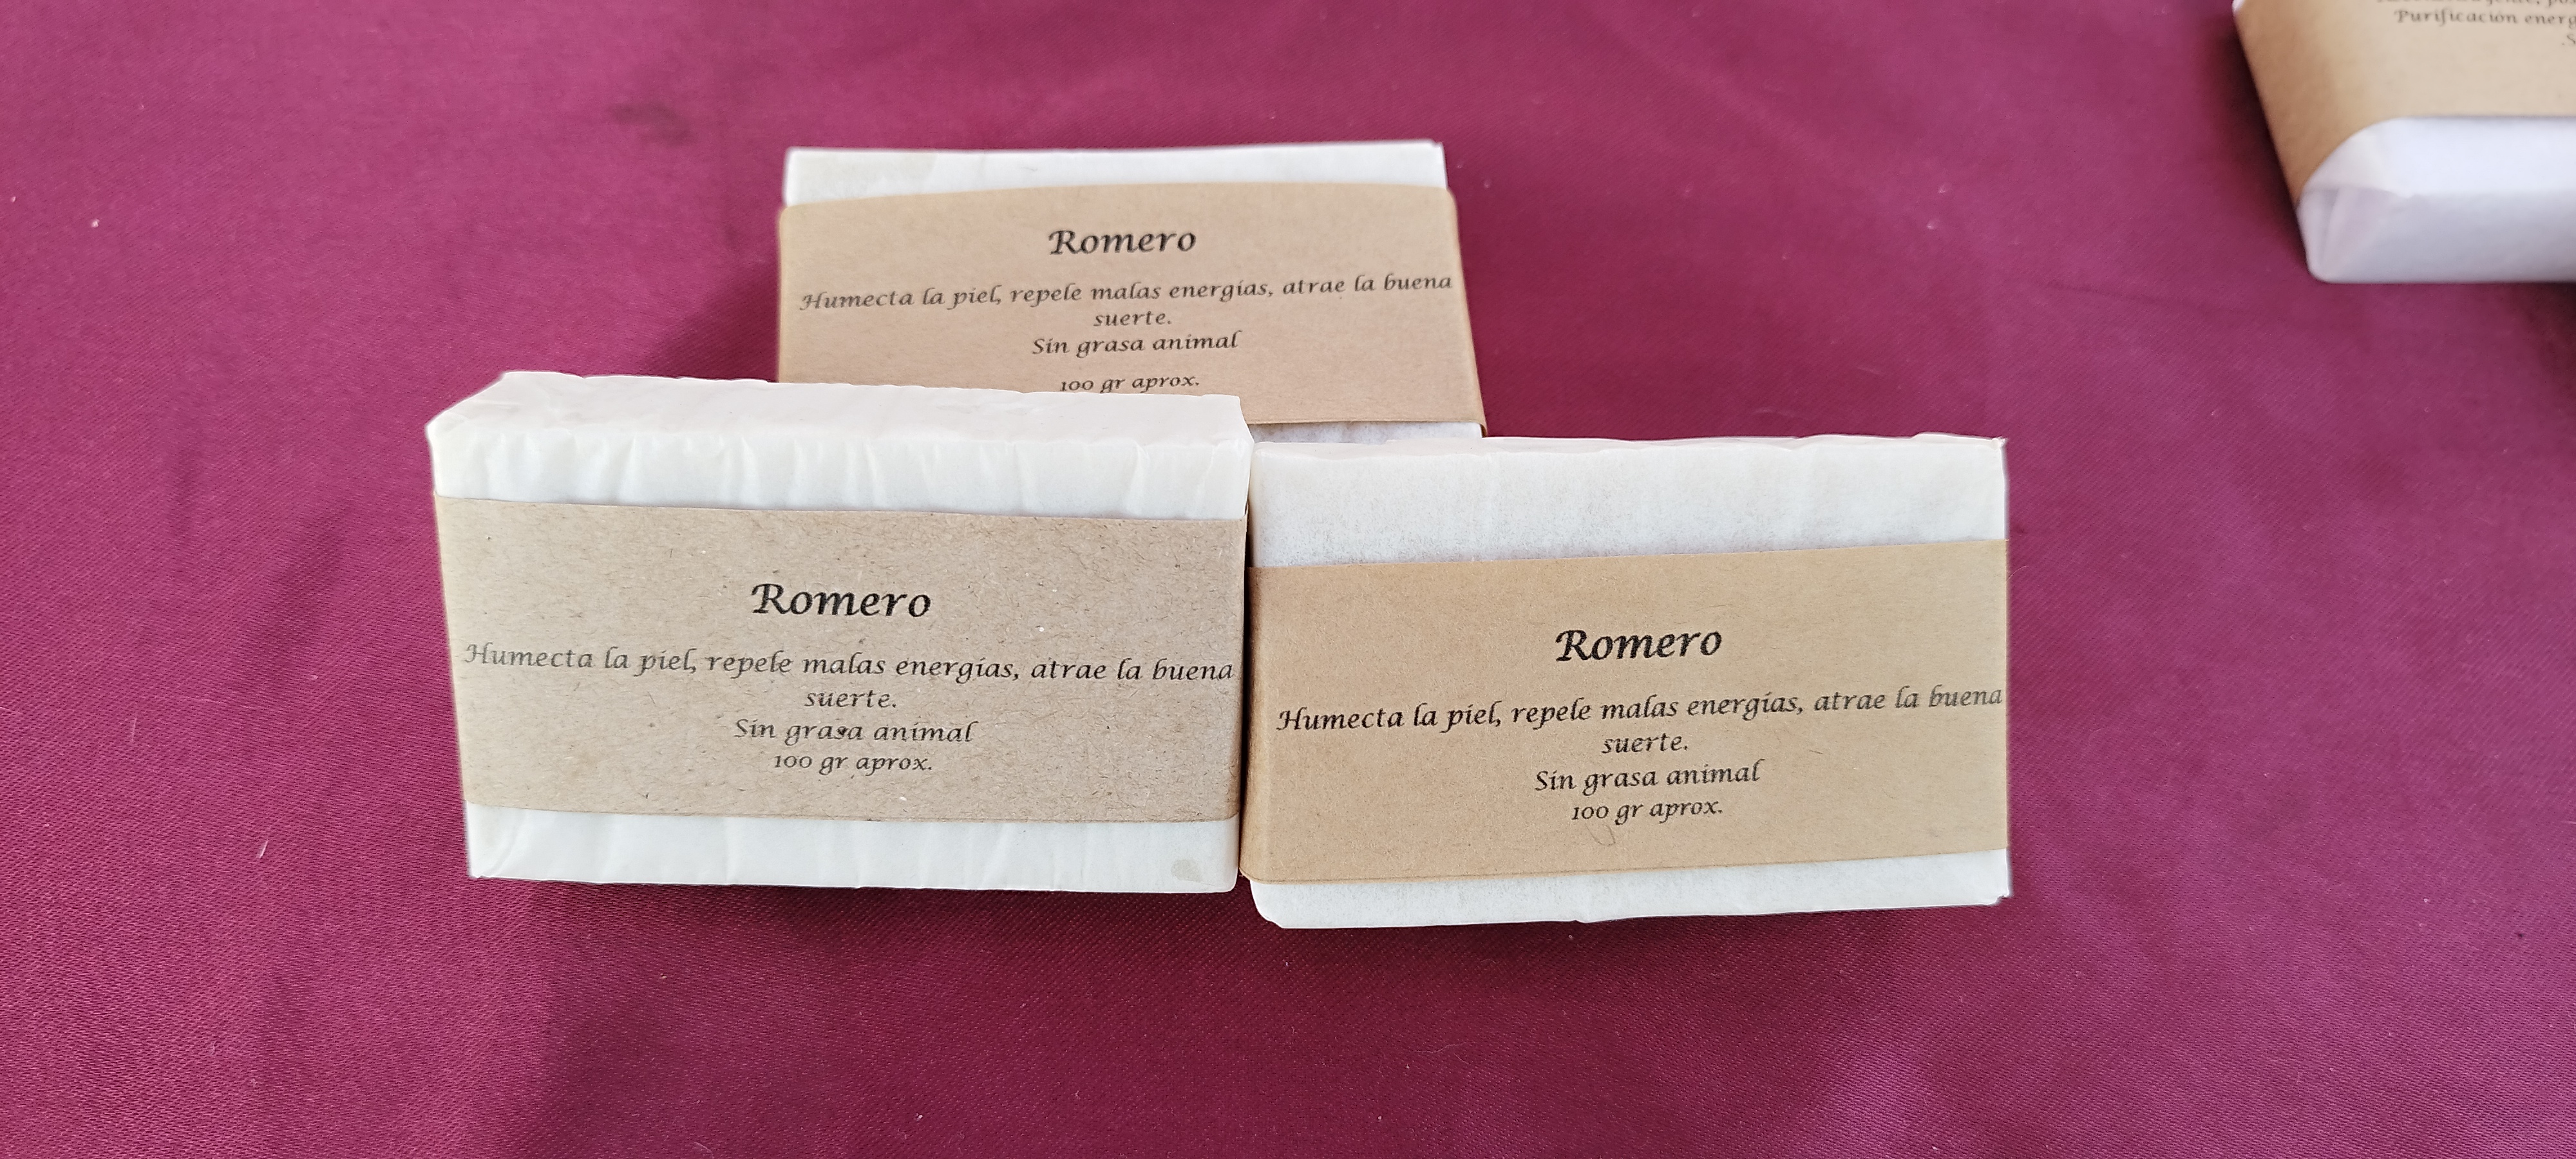 Purificación
Romero
Humecta la piel, repele malas energías, atrae la buena
suerte.
Sin grasa animal
100 gr aprox.
Romero
Humecta la piel, repele malas energías, atrae la buena
suerte.
Sin grasa animal
100 gr aprox.
Romero
Humecta la piel, repele malas energías, atrae la buena
suerte.
Sin grasa animal
100 gr aprox.